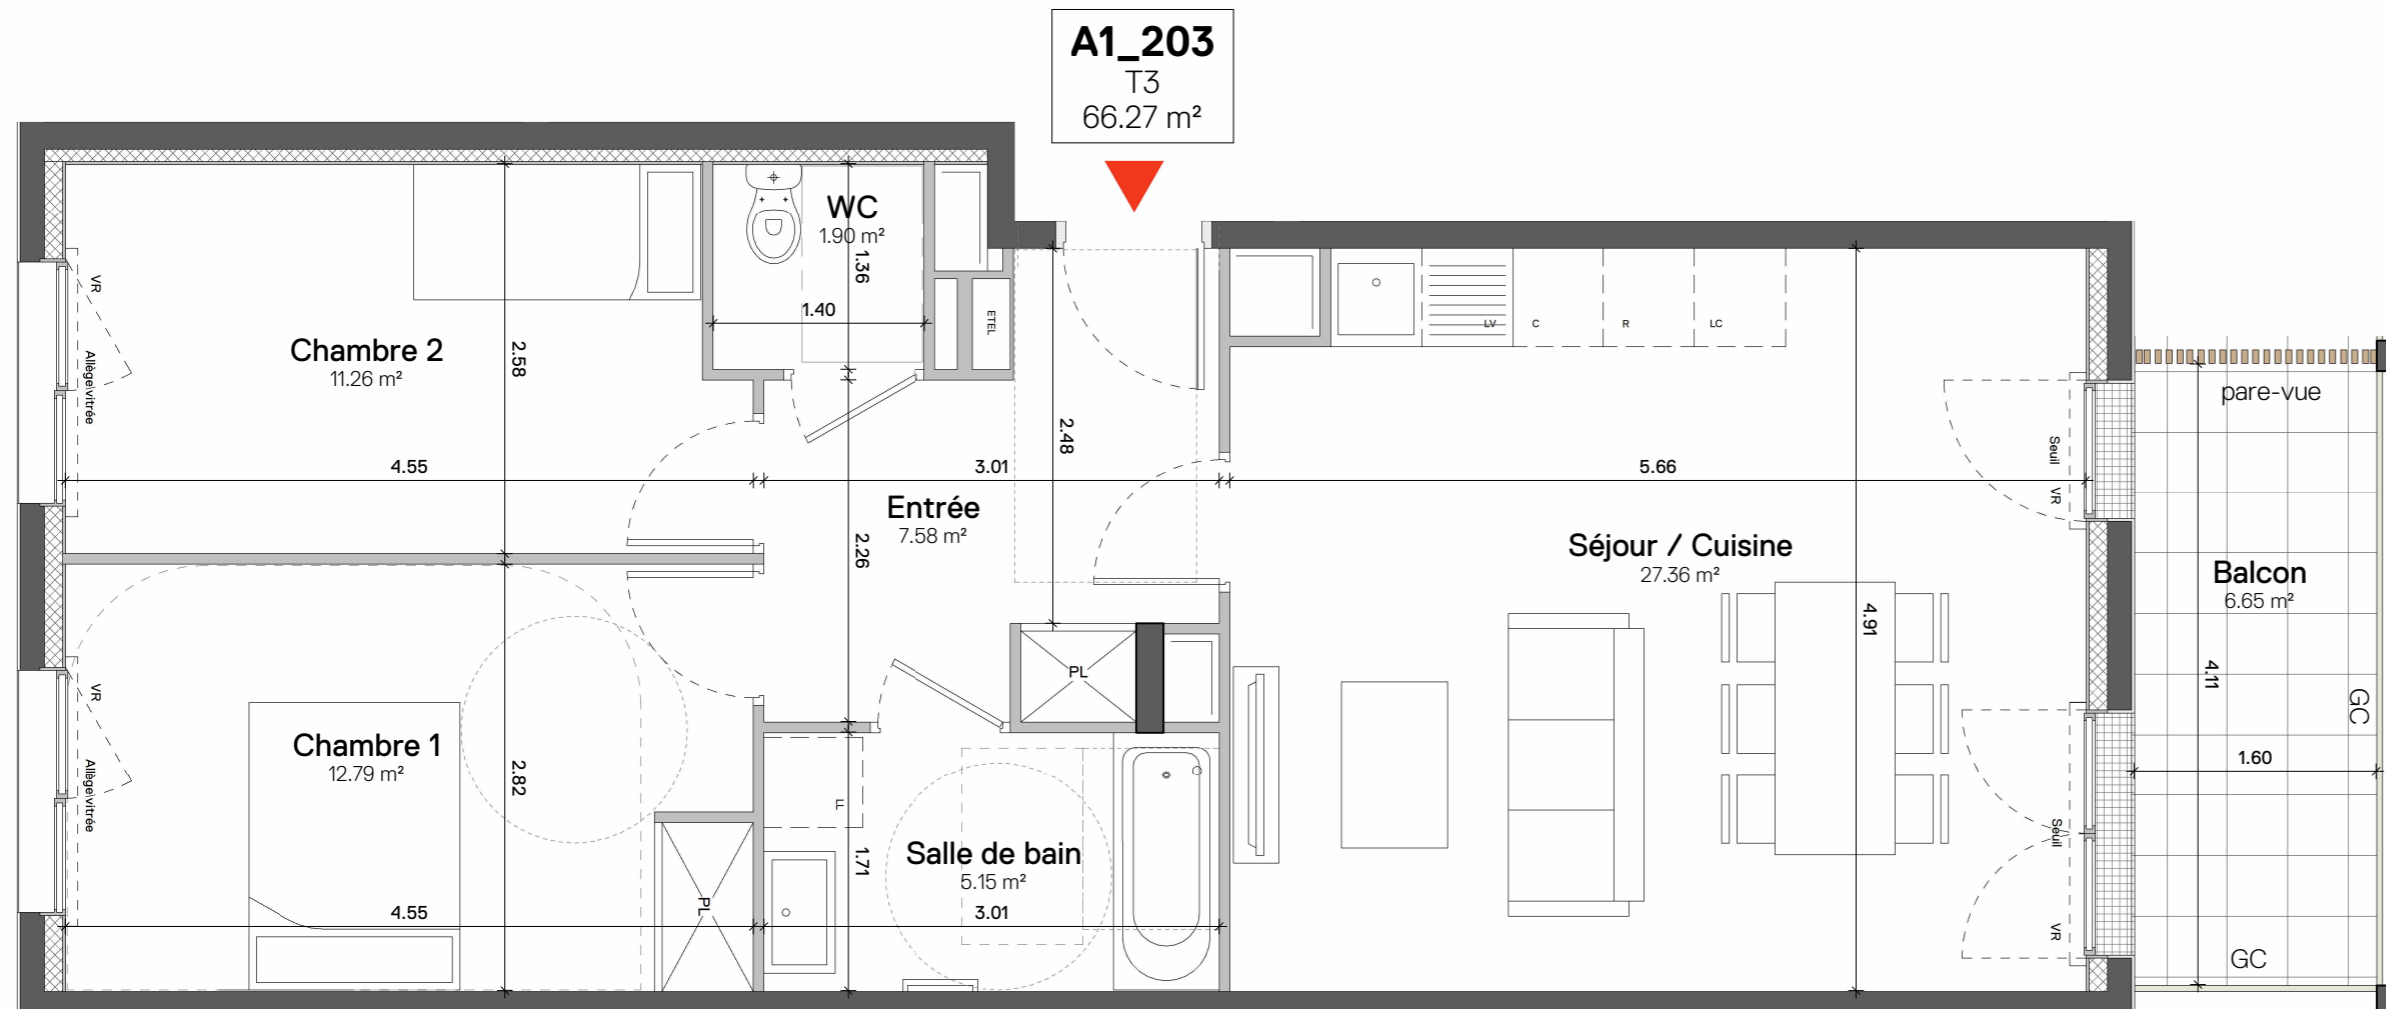 A1_203
T3
66.27 m²
WC
1.90 m²
1.36
1.40
ETEL
VR
Allège\vitrée
Chambre 2
11.26 m²
2.58
4.55
3.01
2.48
Entrée
7.58 m²
2.26
LV
C
R
LC
5.66
Séjour / Cuisine
27.36 m²
4.91
Seuil
VR
pare-vue
Balcon
6.65 m²
4.11
GC
1.60
GC
VR
Allège\vitrée
Chambre 1
12.79 m²
2.82
4.55
PL
PL
LL
1.71
Salle de bain
5.15 m²
3.01
Seuil
VR